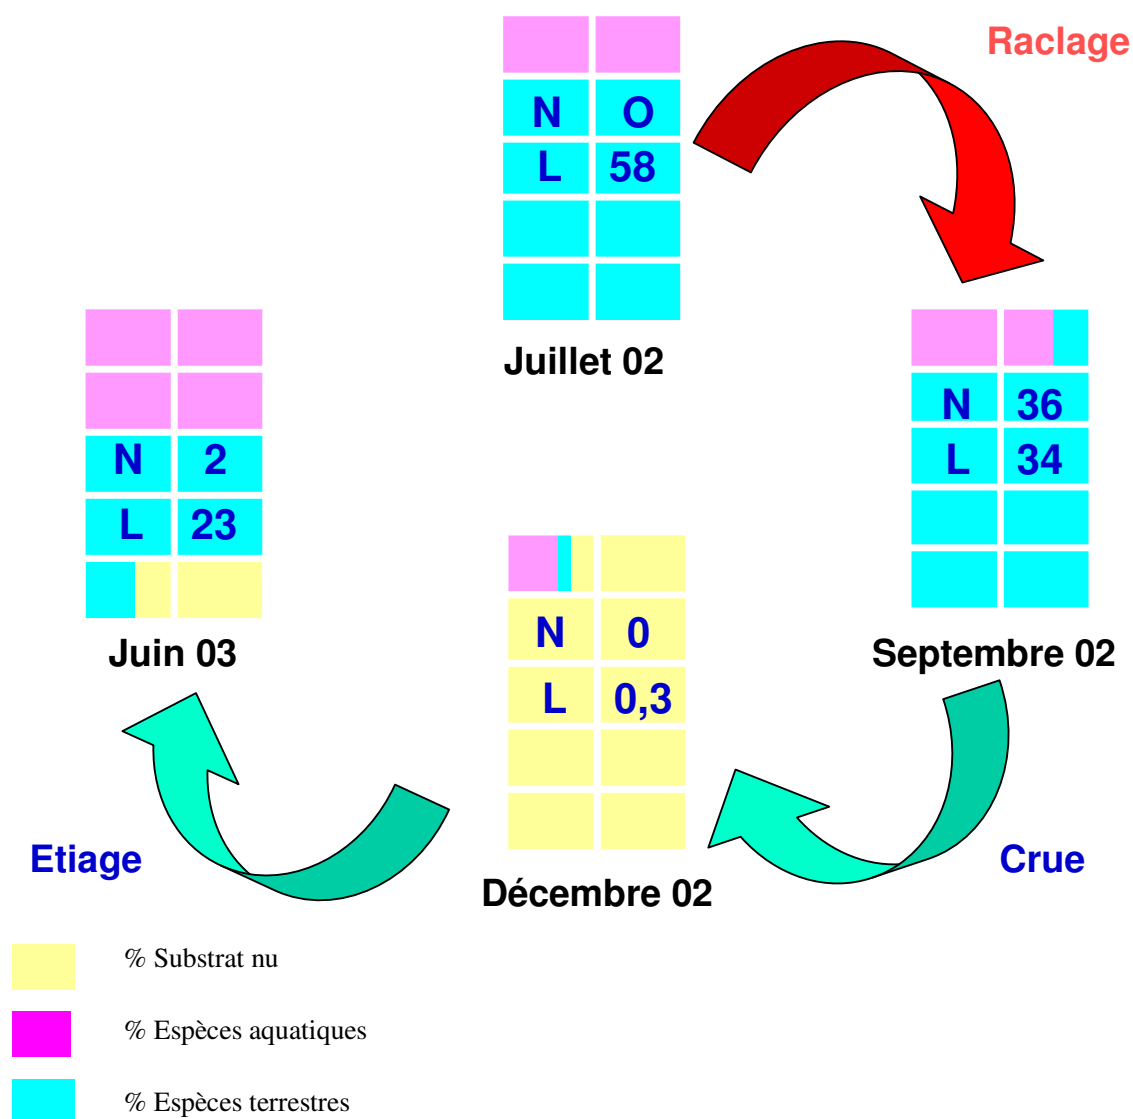 Raclage
N O
L 58
Juillet 02
N 2
L 23
Juin 03
N 36
L 34
Septembre 02
N 0
L 0,3
Décembre 02
Etiage
Crue
% Substrat nu
% Espèces aquatiques
% Espèces terrestres